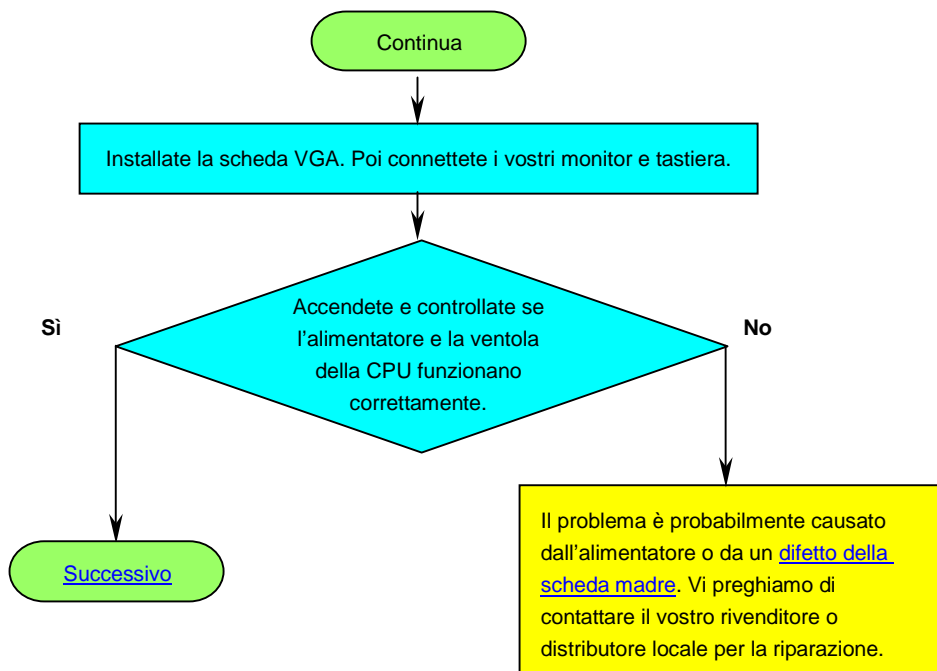 Continua
Installate la scheda VGA. Poi connettete i vostri monitor e tastiera.
Accendete e controllate se
l’alimentatore e la ventola
della CPU funzionano
correttamente.
Sì
No
Successivo
Il problema è probabilmente causato
dall’alimentatore o da un difetto della
scheda madre. Vi preghiamo di
contattare il vostro rivenditore o
distributore locale per la riparazione.